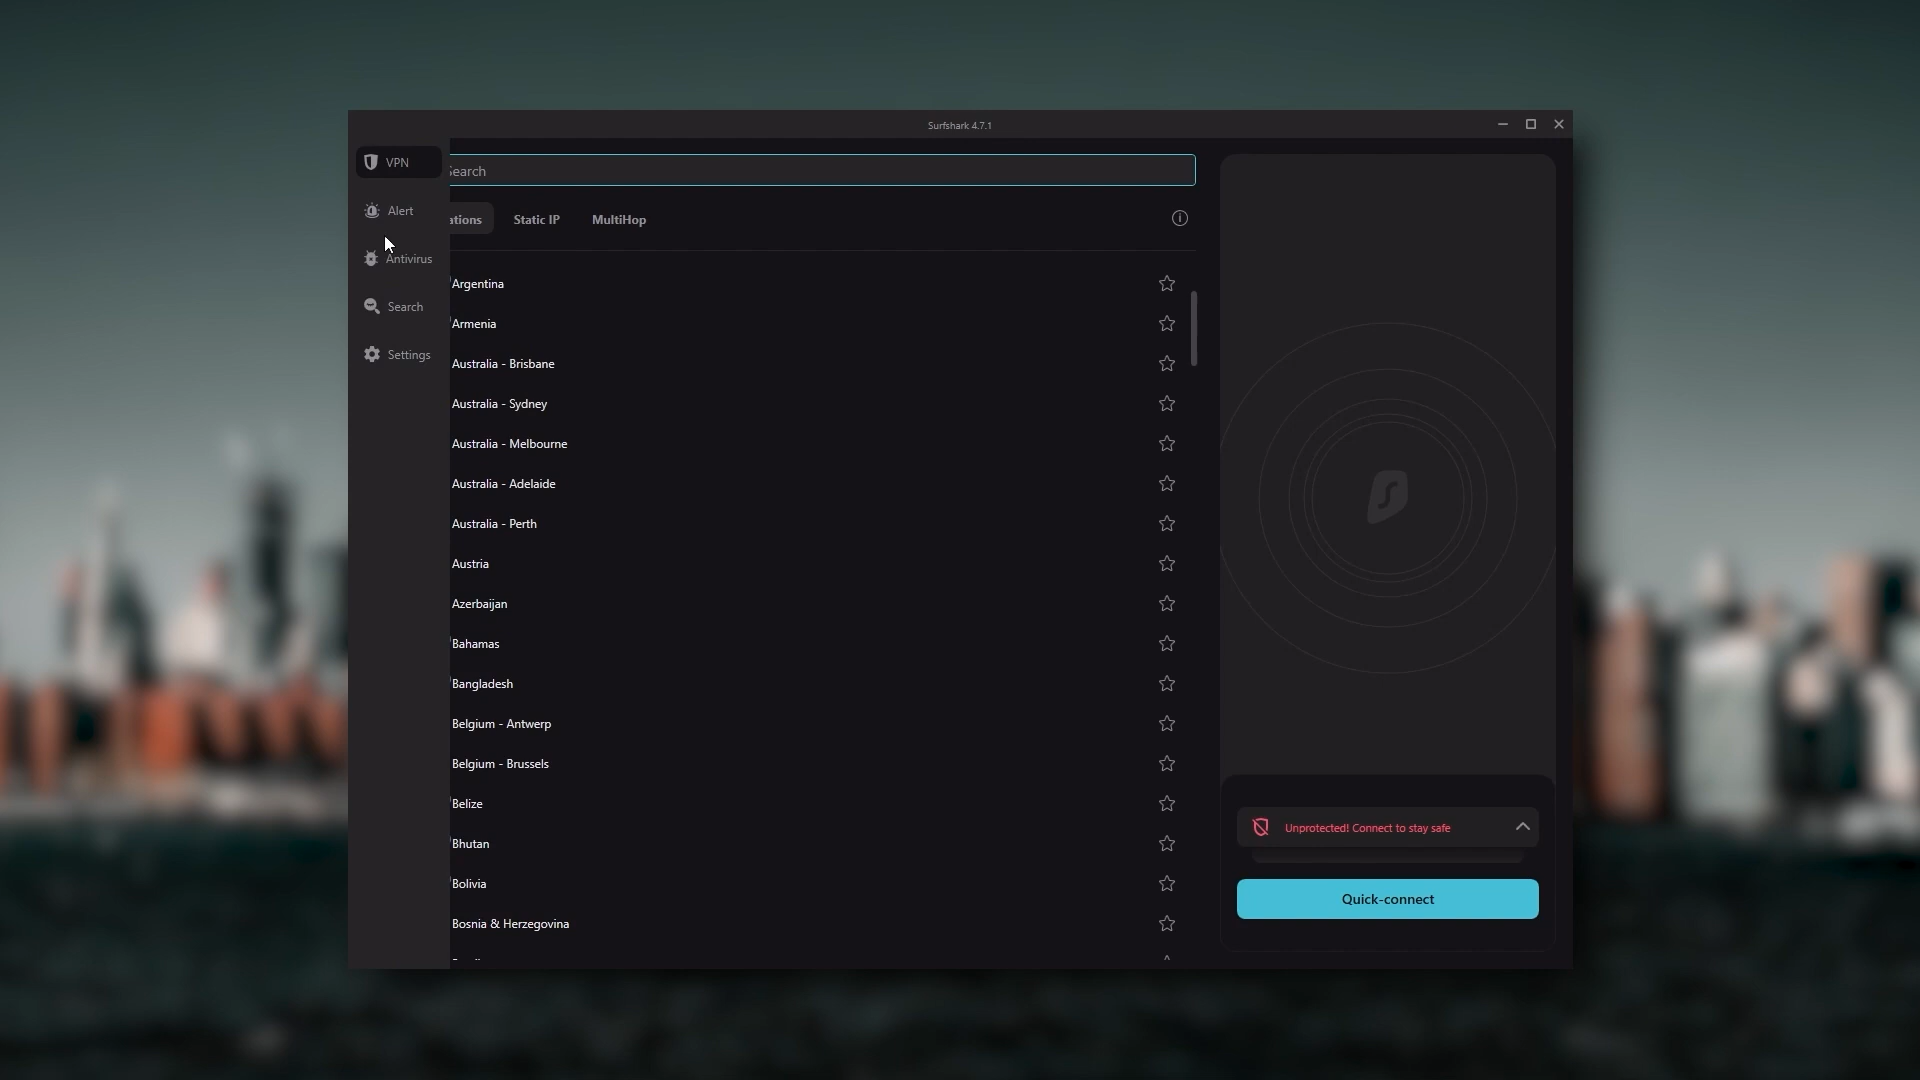 Surfshark 4.7.1
VPN
Alert
Antivirus
Search
Settings
Search
ations
Static IP
MultiHop
Argentina
Armenia
Australia - Brisbane
Australia - Sydney
Australia - Melbourne
Australia - Adelaide
Australia - Perth
Austria
Azerbaijan
Bahamas
Bangladesh
Belgium - Antwerp
Belgium - Brussels
Belize
Bhutan
Bolivia
Bosnia & Herzegovina
Unprotected! Connect to stay safe
Quick-connect